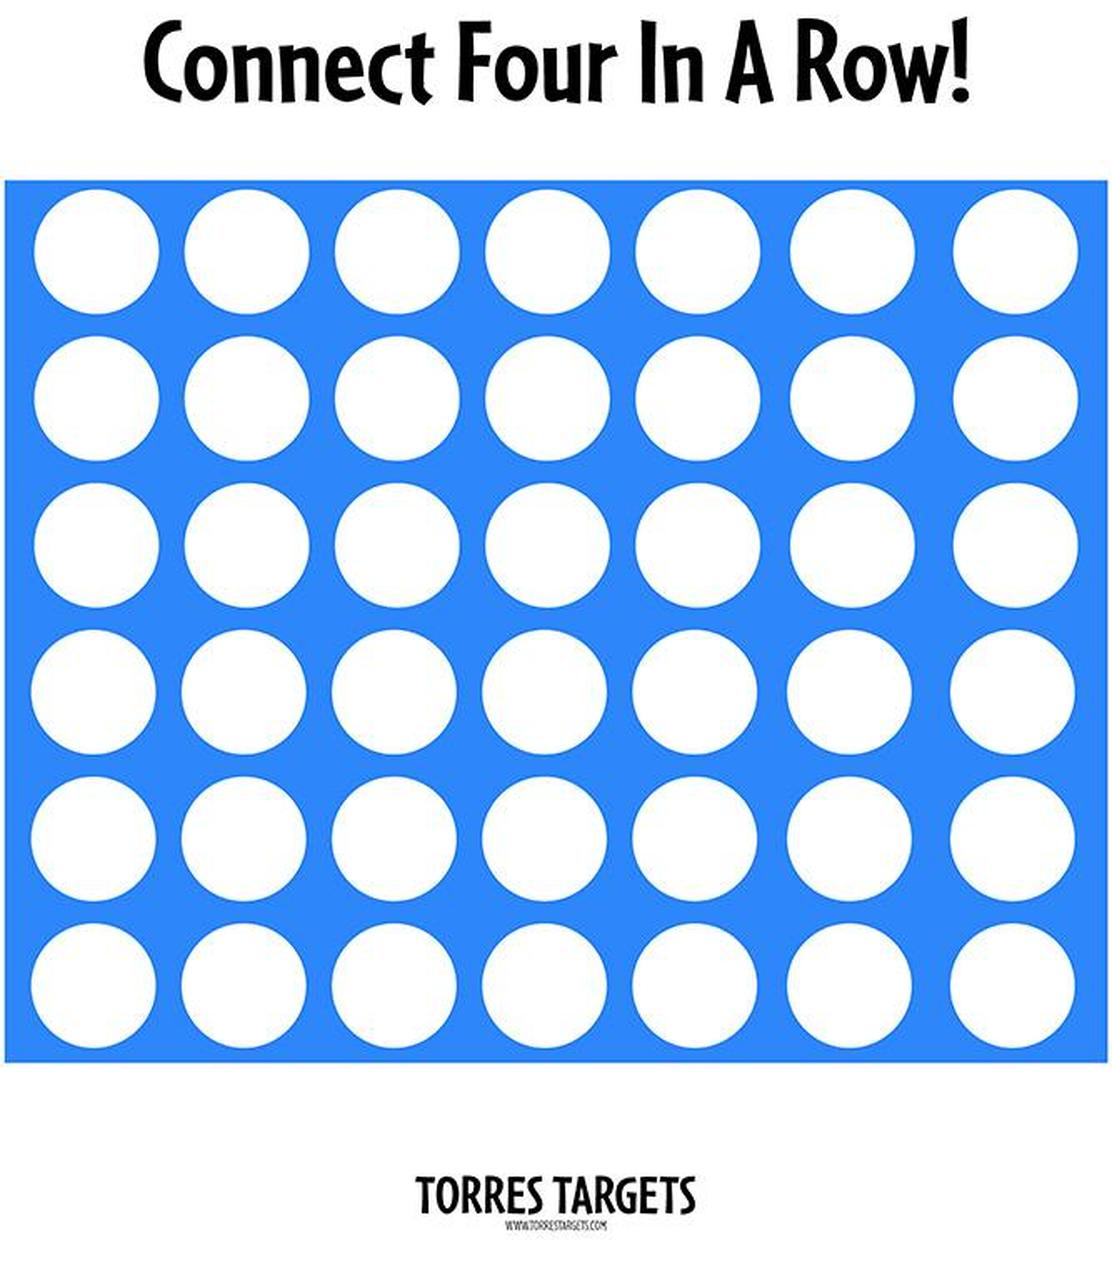 Connect Four In A Row!
TORRES TARGETS
WWW.TORRESTARGETS.COM